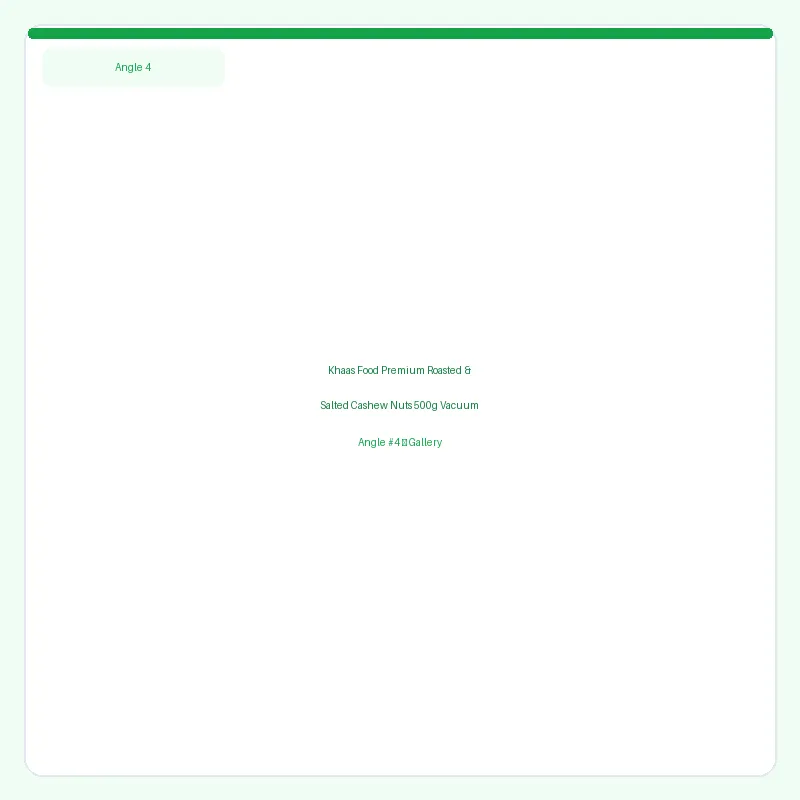 Angle 4
Khaas Food Premium Roasted &
Salted Cashew Nuts 500g Vacuum
Angle #4▯Gallery